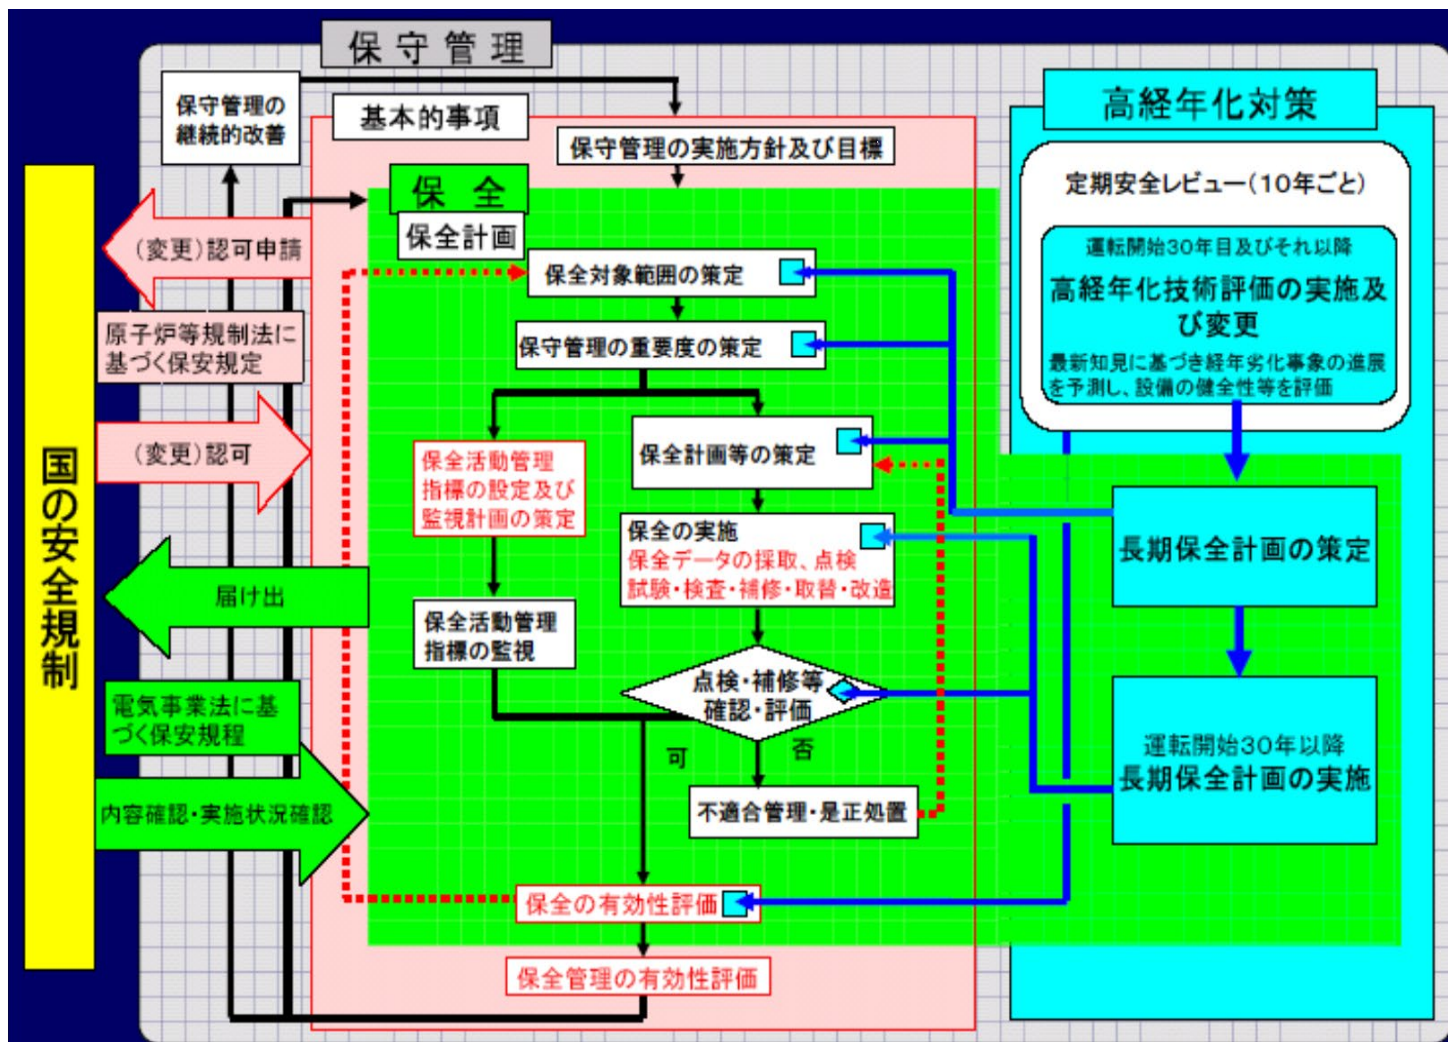 保守管理
保守管理の
継続的改善
基本的事項
保守管理の実施方針及び目標
高経年化対策
定期安全レビュー(10年ごと)
運転開始30年目及びそれ以降
高経年化技術評価の実施及
び変更
最新知見に基づき経年劣化事象の進展
を予測し、設備の健全性等を評価
長期保全計画の策定
運転開始30年以降
長期保全計画の実施
国の安全規制
(変更)認可申請
原子炉等規制法に
基づく保安規定
(変更)認可
届け出
電気事業法に基
づく保安規程
内容確認・実施状況確認
保全
保全計画
保全対象範囲の策定
保守管理の重要度の策定
保全活動管理
指標の設定及び
監視計画の策定
保全計画等の策定
保全の実施
保全データの採取、点検
試験・検査・補修・取替・改造
保全活動管理
指標の監視
点検・補修等
確認・評価
可
否
不適合管理・是正処置
保全の有効性評価
保全管理の有効性評価